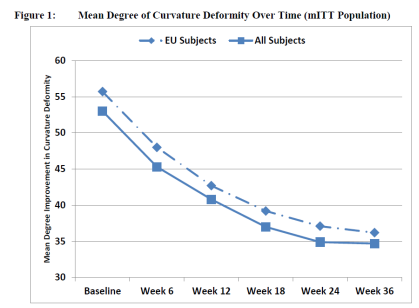 Figure 1: Mean Degree of Curvature Deformity Over Time (mITT Population)
EU Subjects All Subjects
Mean Degree Improvement in Curvature Deformity
60
55
50
45
40
35
30
Baseline Week 6 Week 12 Week 18 Week 24 Week 36